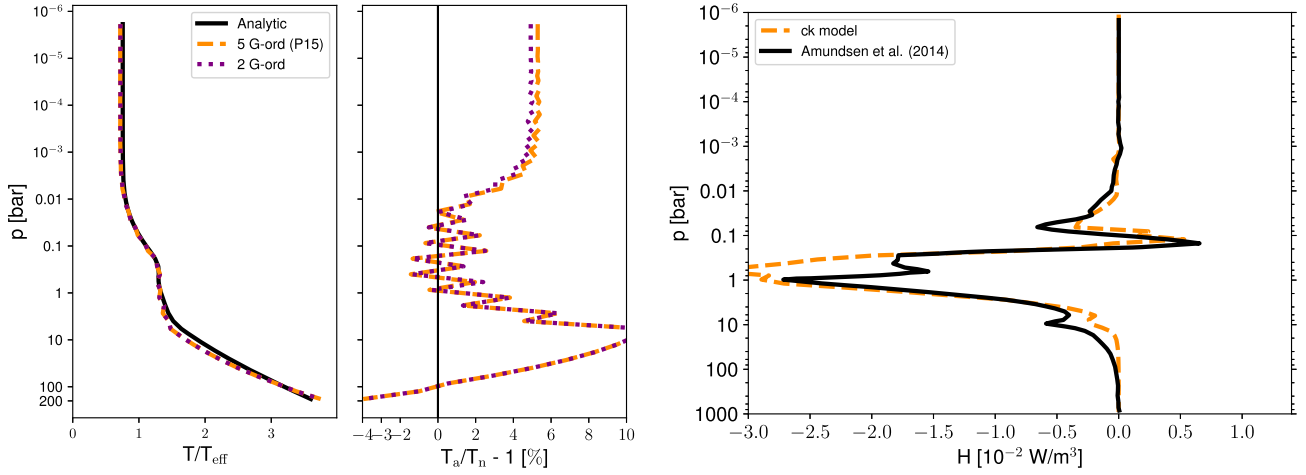 10⁻⁶
10⁻⁵
10⁻⁴
10⁻³
0.01
0.1
1
10
100
200
p [bar]
0 1 2 3
T/T_eff
Analytic
5 G-ord (P15)
2 G-ord
−4−3−2 0 2 4 6 8 10
T_a/T_n - 1 [%]
10⁻⁶
10⁻⁵
10⁻⁴
10⁻³
0.01
0.1
1
10
100
1000
p [bar]
ck model
Amundsen et al. (2014)
−3.0 −2.5 −2.0 −1.5 −1.0 −0.5 0.0 0.5 1.0
H [10⁻² W/m³]